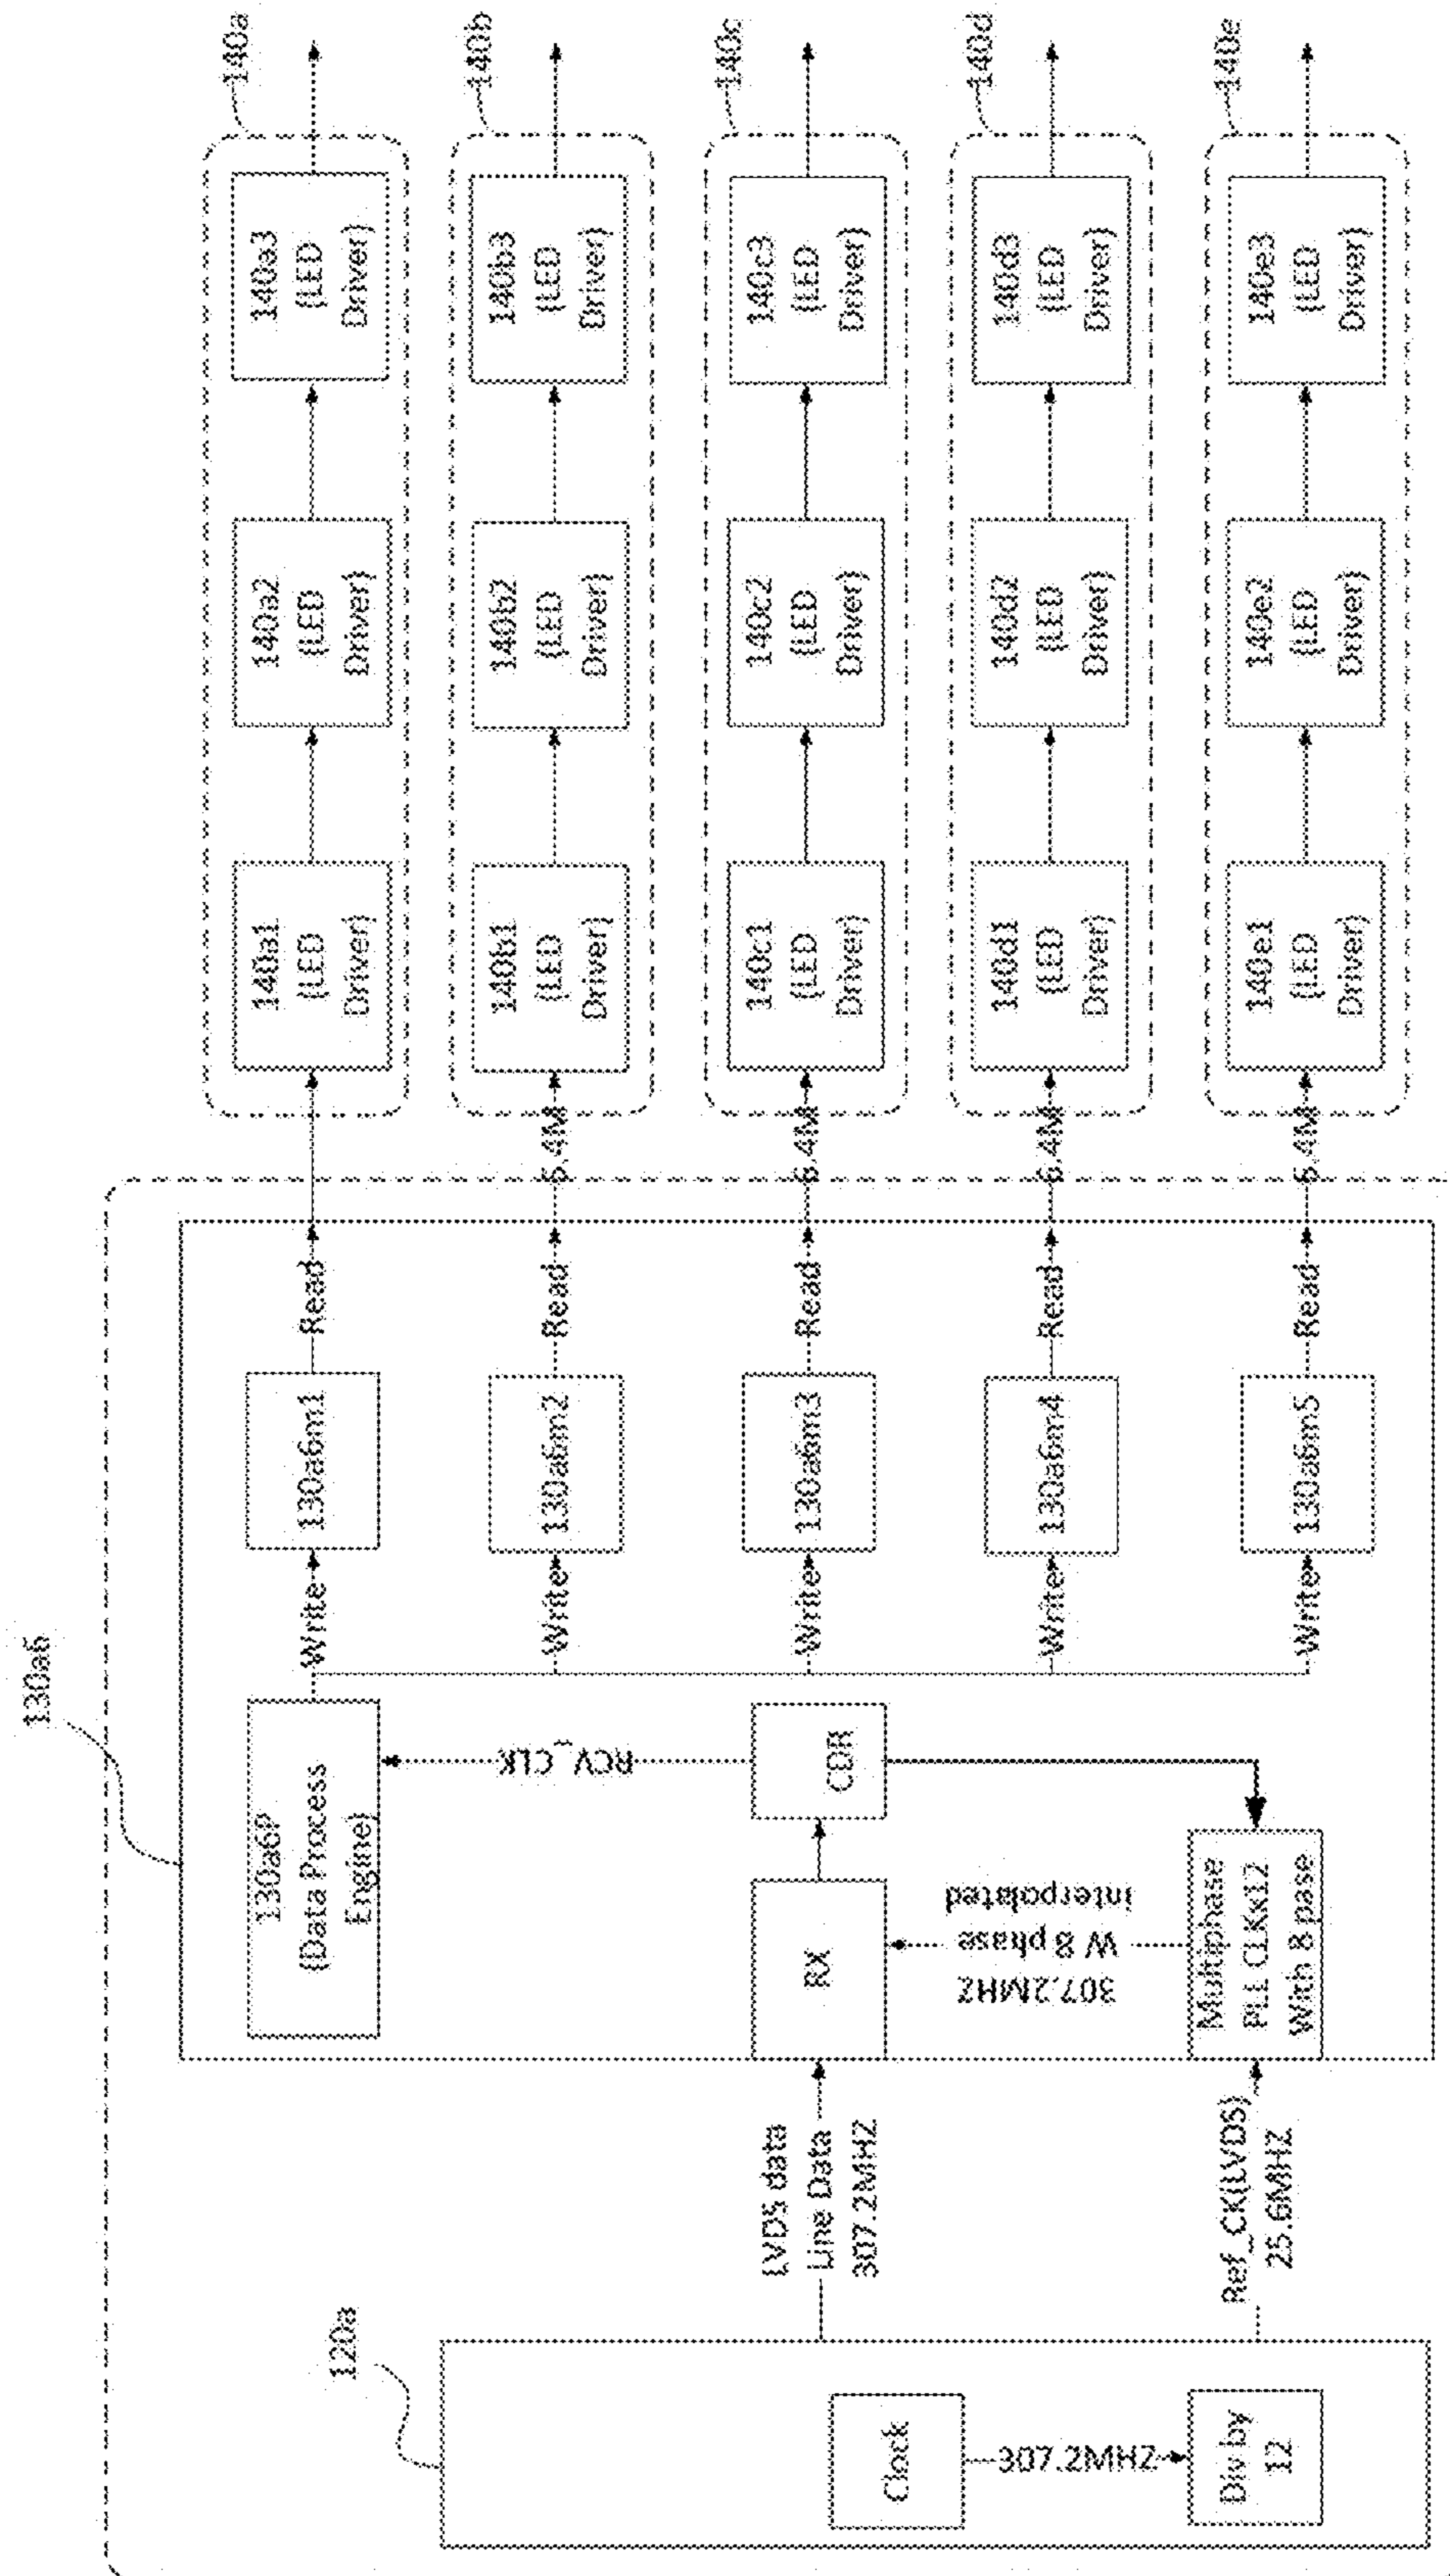 120a
Clock
307.2MHZ
Div by
12
LVDS data
Line Data
307.2MHZ
Ref_CK(LVDS)
25.6MHZ
130a6
130a6P
(Data Process
Engine)
RCV_CLK
RX
CDR
307.2MHZ
W 8 phase
interpolated
Multiphase
PLL CLKx12
With 8 pase
Write
130a6m1
Read
Write
130a6m2
Read
6.4M
Write
130a6m3
Read
6.4M
Write
130a6m4
Read
6.4M
Write
130a6m5
Read
6.4M
140a
140a1
(LED
Driver)
140a2
(LED
Driver)
140a3
(LED
Driver)
140b
140b1
(LED
Driver)
140b2
(LED
Driver)
140b3
(LED
Driver)
140c
140c1
(LED
Driver)
140c2
(LED
Driver)
140c3
(LED
Driver)
140d
140d1
(LED
Driver)
140d2
(LED
Driver)
140d3
(LED
Driver)
140e
140e1
(LED
Driver)
140e2
(LED
Driver)
140e3
(LED
Driver)